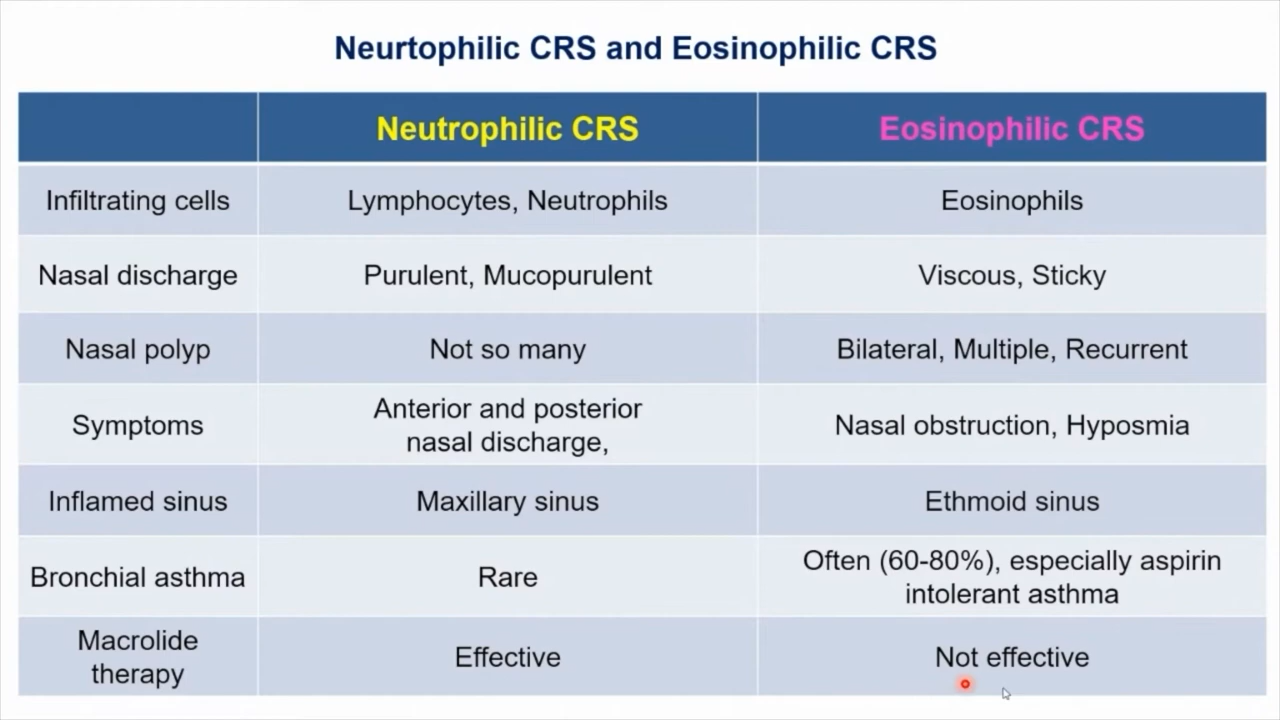 Neurtophilic CRS and Eosinophilic CRS
Neutrophilic CRS
Eosinophilic CRS
Infiltrating cells
Lymphocytes, Neutrophils
Eosinophils
Nasal discharge
Purulent, Mucopurulent
Viscous, Sticky
Nasal polyp
Not so many
Bilateral, Multiple, Recurrent
Symptoms
Anterior and posterior
nasal discharge,
Nasal obstruction, Hyposmia
Inflamed sinus
Maxillary sinus
Ethmoid sinus
Bronchial asthma
Rare
Often (60-80%), especially aspirin
intolerant asthma
Macrolide
therapy
Effective
Not effective